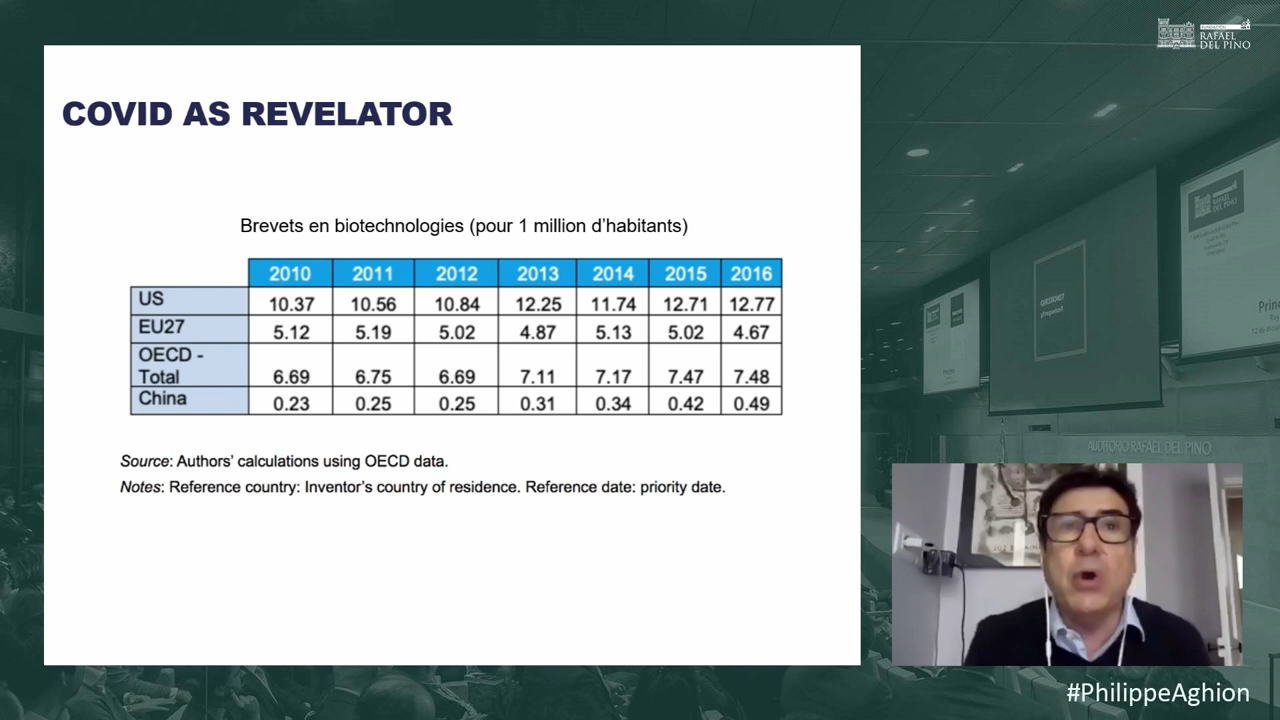 FUNDACIÓN
RAFAEL
DEL PINO
COVID AS REVELATOR
Brevets en biotechnologies (pour 1 million d’habitants)
2010 2011 2012 2013 2014 2015 2016
US 10.37 10.56 10.84 12.25 11.74 12.71 12.77
EU27 5.12 5.19 5.02 4.87 5.13 5.02 4.67
OECD -
Total 6.69 6.75 6.69 7.11 7.17 7.47 7.48
China 0.23 0.25 0.25 0.31 0.34 0.42 0.49
Source: Authors’ calculations using OECD data.
Notes: Reference country: Inventor’s country of residence. Reference date: priority date.
AUDITORIO RAFAEL DEL PINO
#PhilippeAghion